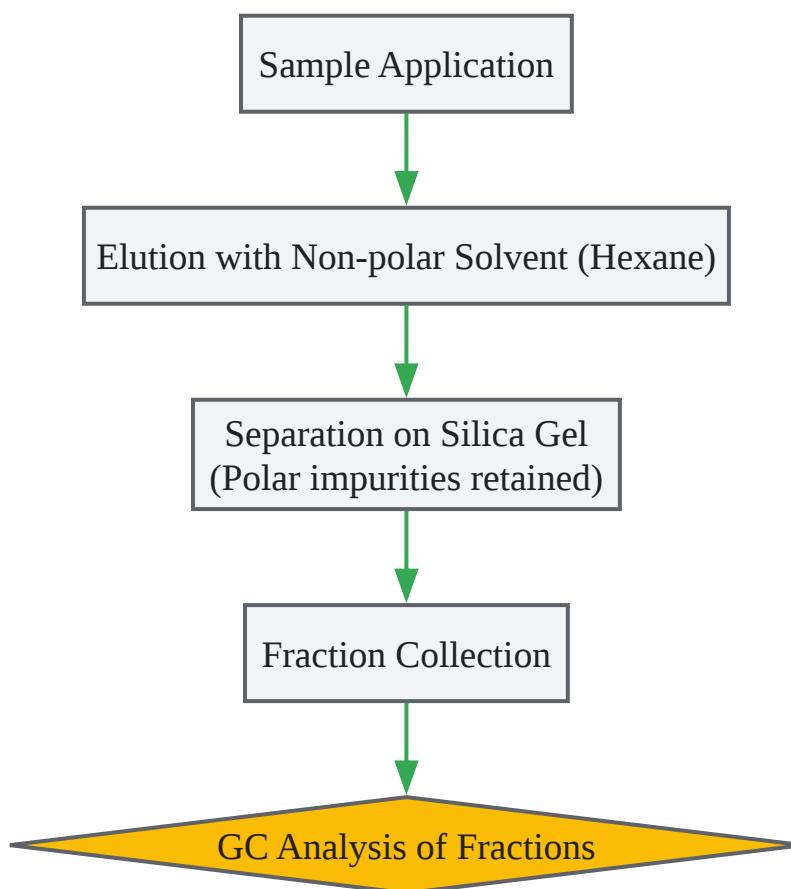 Sample Application
Elution with Non-polar Solvent (Hexane)
Separation on Silica Gel
(Polar impurities retained)
Fraction Collection
GC Analysis of Fractions